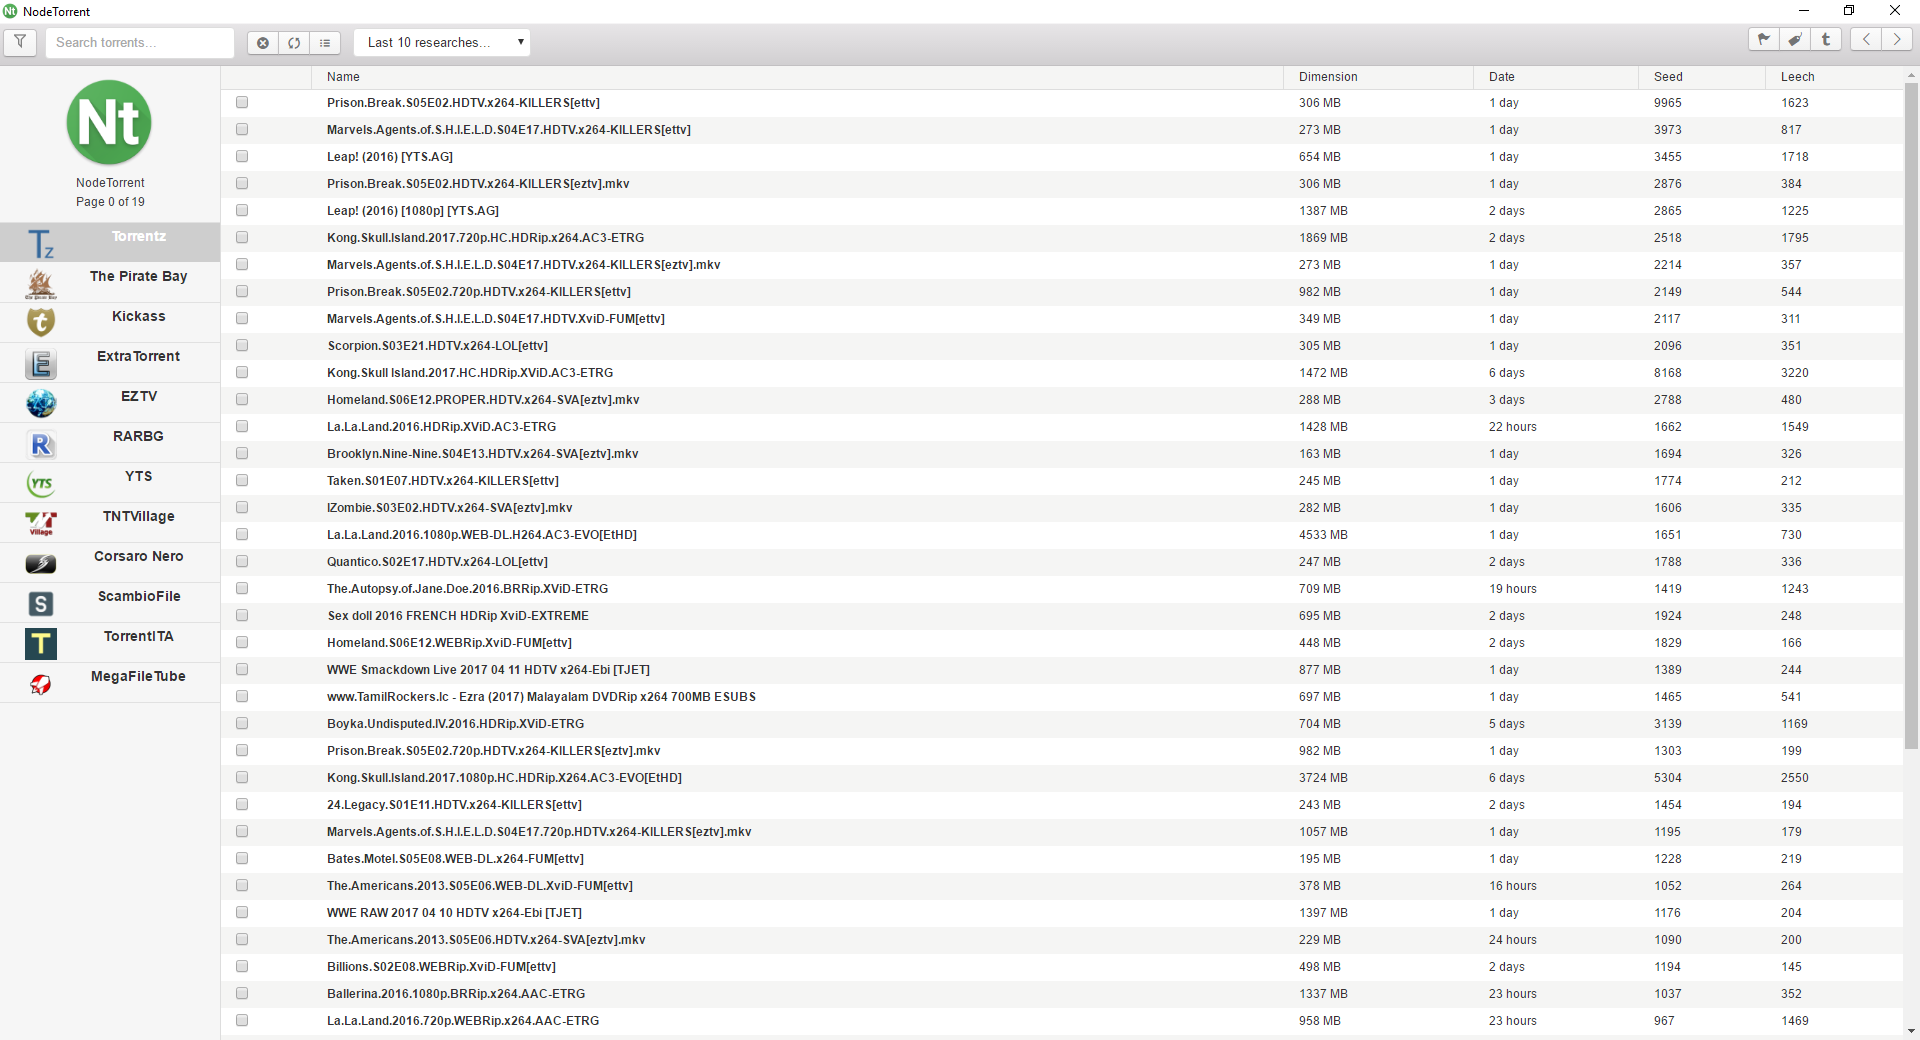 NodeTorrent
Search torrents...
Last 10 researches...
Nt
NodeTorrent
Page 0 of 19
Torrentz
The Pirate Bay
Kickass
ExtraTorrent
EZTV
RARBG
YTS
TNTVillage
Corsaro Nero
ScambioFile
TorrentITA
MegaFileTube
Name Dimension Date Seed Leech
Prison.Break.S05E02.HDTV.x264-KILLERS[ettv] 306 MB 1 day 9965 1623
Marvels.Agents.of.S.H.I.E.L.D.S04E17.HDTV.x264-KILLERS[ettv] 273 MB 1 day 3973 817
Leap! (2016) [YTS.AG] 654 MB 1 day 3455 1718
Prison.Break.S05E02.HDTV.x264-KILLERS[eztv].mkv 306 MB 1 day 2876 384
Leap! (2016) [1080p] [YTS.AG] 1387 MB 2 days 2865 1225
Kong.Skull.Island.2017.720p.HC.HDRip.x264.AC3-ETRG 1869 MB 2 days 2518 1795
Marvels.Agents.of.S.H.I.E.L.D.S04E17.HDTV.x264-KILLERS[eztv].mkv 273 MB 1 day 2214 357
Prison.Break.S05E02.720p.HDTV.x264-KILLERS[ettv] 982 MB 1 day 2149 544
Marvels.Agents.of.S.H.I.E.L.D.S04E17.HDTV.XviD-FUM[ettv] 349 MB 1 day 2117 311
Scorpion.S03E21.HDTV.x264-LOL[ettv] 305 MB 1 day 2096 351
Kong.Skull Island.2017.HC.HDRip.XViD.AC3-ETRG 1472 MB 6 days 8168 3220
Homeland.S06E12.PROPER.HDTV.x264-SVA[eztv].mkv 288 MB 3 days 2788 480
La.La.Land.2016.HDRip.XViD.AC3-ETRG 1428 MB 22 hours 1662 1549
Brooklyn.Nine-Nine.S04E13.HDTV.x264-SVA[eztv].mkv 163 MB 1 day 1694 326
Taken.S01E07.HDTV.x264-KILLERS[ettv] 245 MB 1 day 1774 212
IZombie.S03E02.HDTV.x264-SVA[eztv].mkv 282 MB 1 day 1606 335
La.La.Land.2016.1080p.WEB-DL.H264.AC3-EVO[EtHD] 4533 MB 1 day 1651 730
Quantico.S02E17.HDTV.x264-LOL[ettv] 247 MB 2 days 1788 336
The.Autopsy.of.Jane.Doe.2016.BRRip.XViD-ETRG 709 MB 19 hours 1419 1243
Sex doll 2016 FRENCH HDRip XviD-EXTREME 695 MB 2 days 1924 248
Homeland.S06E12.WEBRip.XviD-FUM[ettv] 448 MB 2 days 1829 166
WWE Smackdown Live 2017 04 11 HDTV x264-Ebi [TJET] 877 MB 1 day 1389 244
www.TamilRockers.lc - Ezra (2017) Malayalam DVDRip x264 700MB ESUBS 697 MB 1 day 1465 541
Boyka.Undisputed.IV.2016.HDRip.XViD-ETRG 704 MB 5 days 3139 1169
Prison.Break.S05E02.720p.HDTV.x264-KILLERS[eztv].mkv 982 MB 1 day 1303 199
Kong.Skull.Island.2017.1080p.HC.HDRip.X264.AC3-EVO[EtHD] 3724 MB 6 days 5304 2550
24.Legacy.S01E11.HDTV.x264-KILLERS[ettv] 243 MB 2 days 1454 194
Marvels.Agents.of.S.H.I.E.L.D.S04E17.720p.HDTV.x264-KILLERS[eztv].mkv 1057 MB 1 day 1195 179
Bates.Motel.S05E08.WEB-DL.x264-FUM[ettv] 195 MB 1 day 1228 219
The.Americans.2013.S05E06.WEB-DL.XviD-FUM[ettv] 378 MB 16 hours 1052 264
WWE RAW 2017 04 10 HDTV x264-Ebi [TJET] 1397 MB 1 day 1176 204
The.Americans.2013.S05E06.HDTV.x264-SVA[eztv].mkv 229 MB 24 hours 1090 200
Billions.S02E08.WEBRip.XviD-FUM[ettv] 498 MB 2 days 1194 145
Ballerina.2016.1080p.BRRip.x264.AAC-ETRG 1337 MB 23 hours 1037 352
La.La.Land.2016.720p.WEBRip.x264.AAC-ETRG 958 MB 23 hours 967 1469